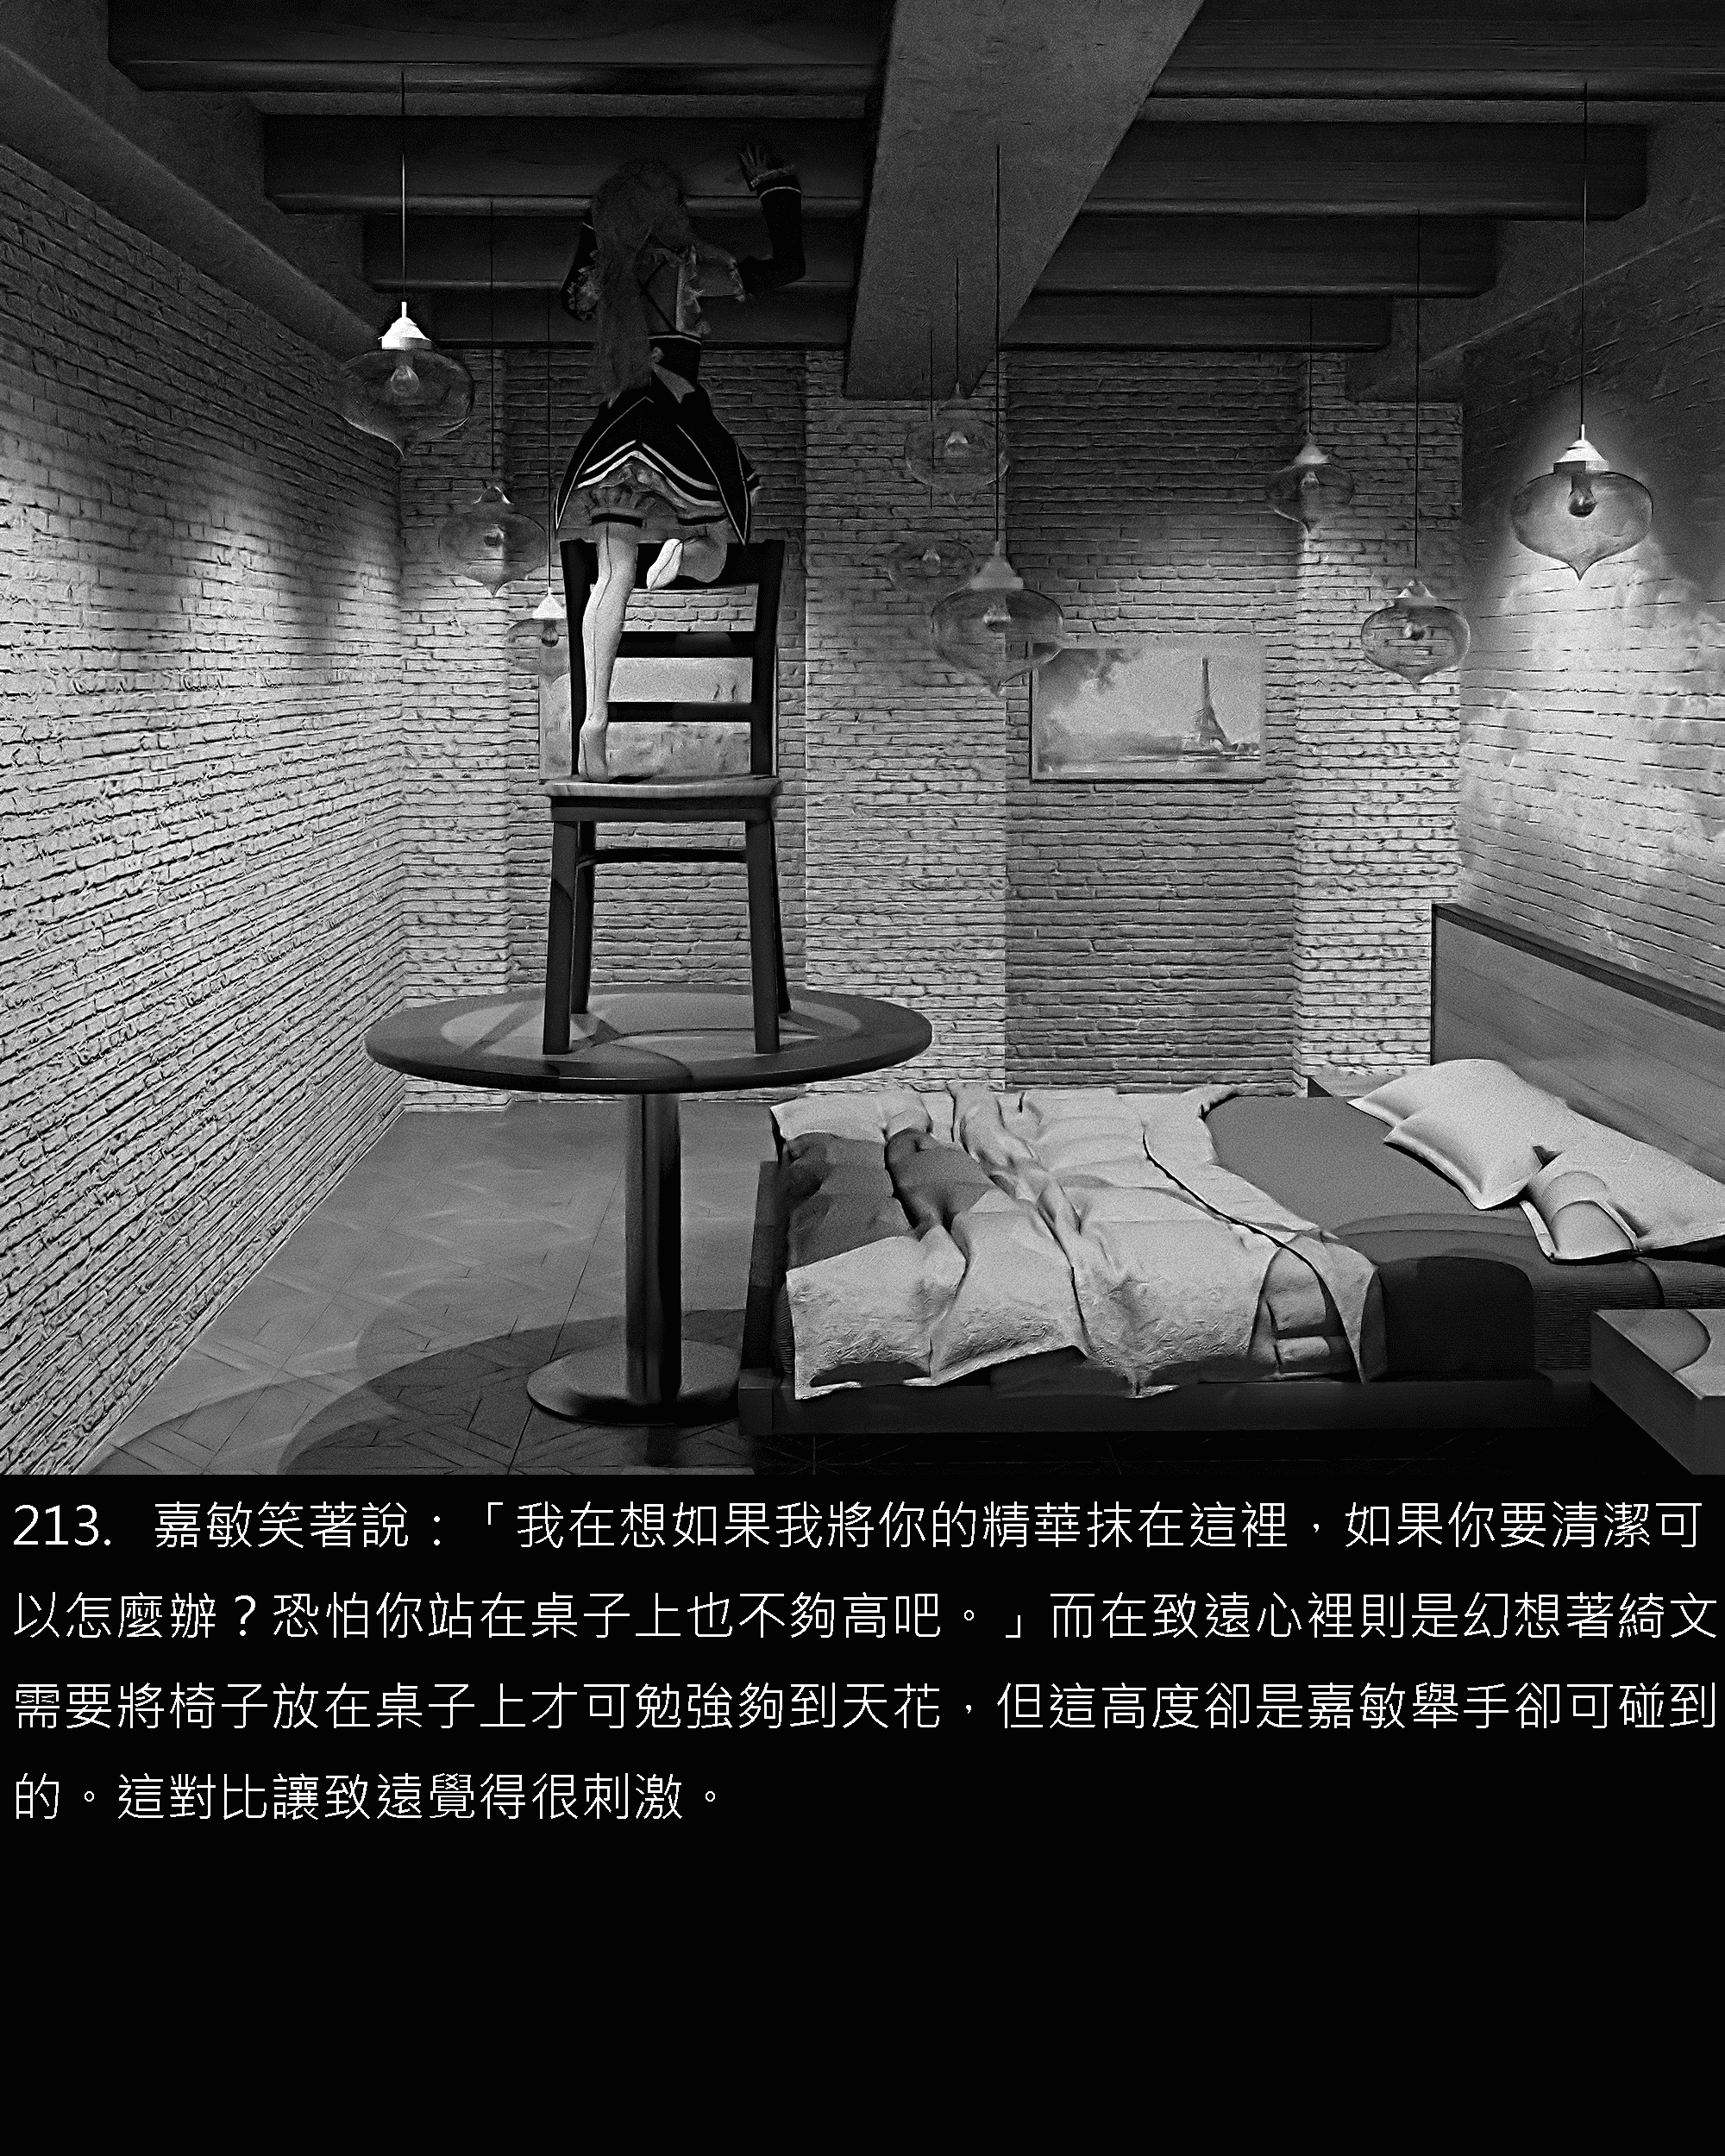 213. 嘉敏笑著說：「我在想如果我將你的精華抹在這裡，如果你要清潔可
以怎麼辦？恐怕你站在桌子上也不夠高吧。」而在致遠心裡則是幻想著綺文
需要將椅子放在桌子上才可勉強夠到天花，但這高度卻是嘉敏舉手卻可碰到
的。這對比讓致遠覺得很刺激。